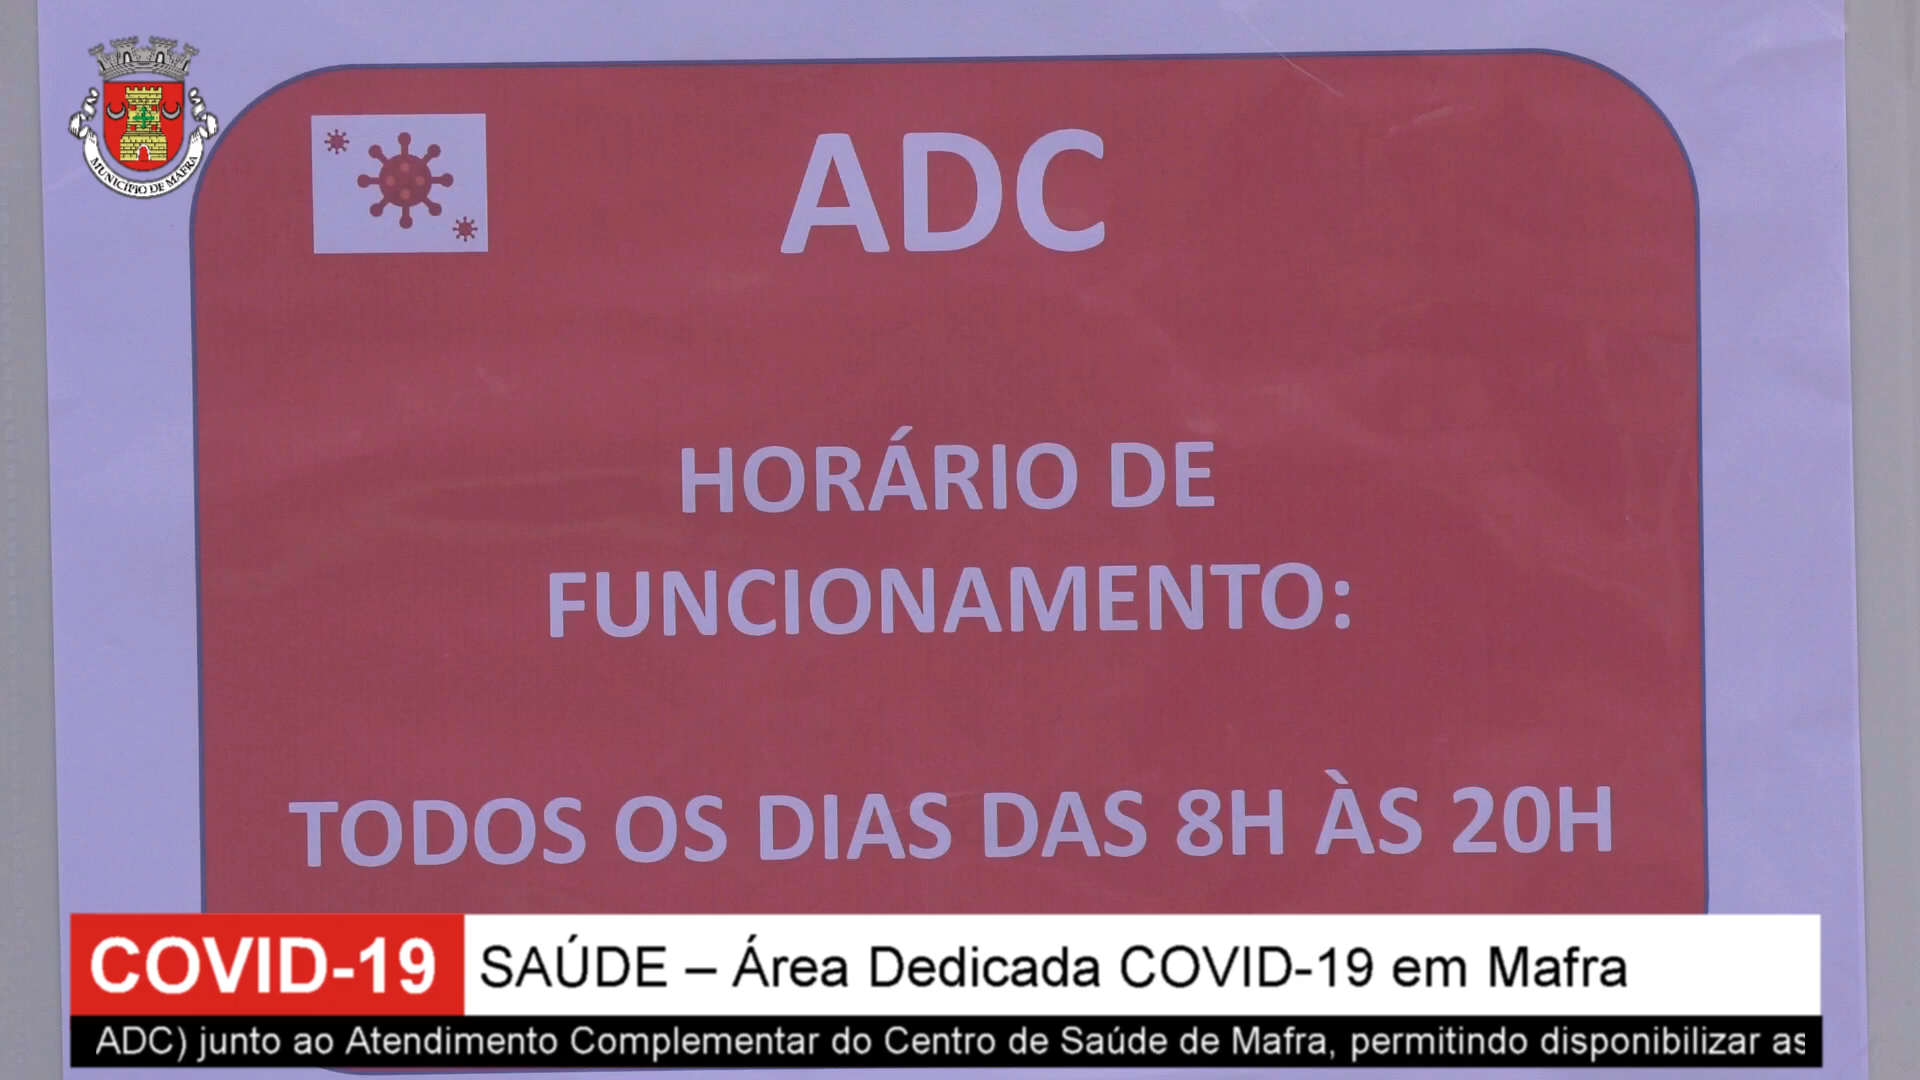 MUNICÍPIO DE MAFRA
ADC
HORÁRIO DE
FUNCIONAMENTO:
TODOS OS DIAS DAS 8H ÀS 20H
COVID-19
SAÚDE – Área Dedicada COVID-19 em Mafra
ADC) junto ao Atendimento Complementar do Centro de Saúde de Mafra, permitindo disponibilizar as